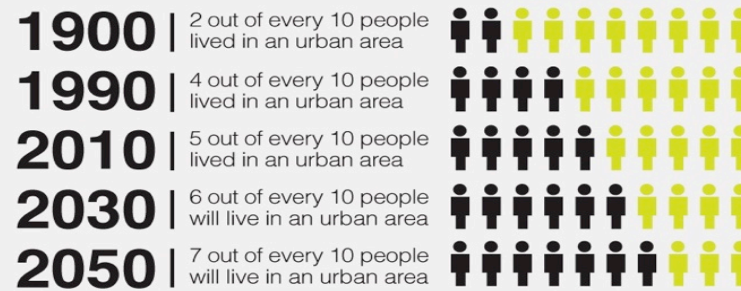 1900 | 2 out of every 10 people
lived in an urban area
1990 | 4 out of every 10 people
lived in an urban area
2010 | 5 out of every 10 people
lived in an urban area
2030 | 6 out of every 10 people
will live in an urban area
2050 | 7 out of every 10 people
will live in an urban area